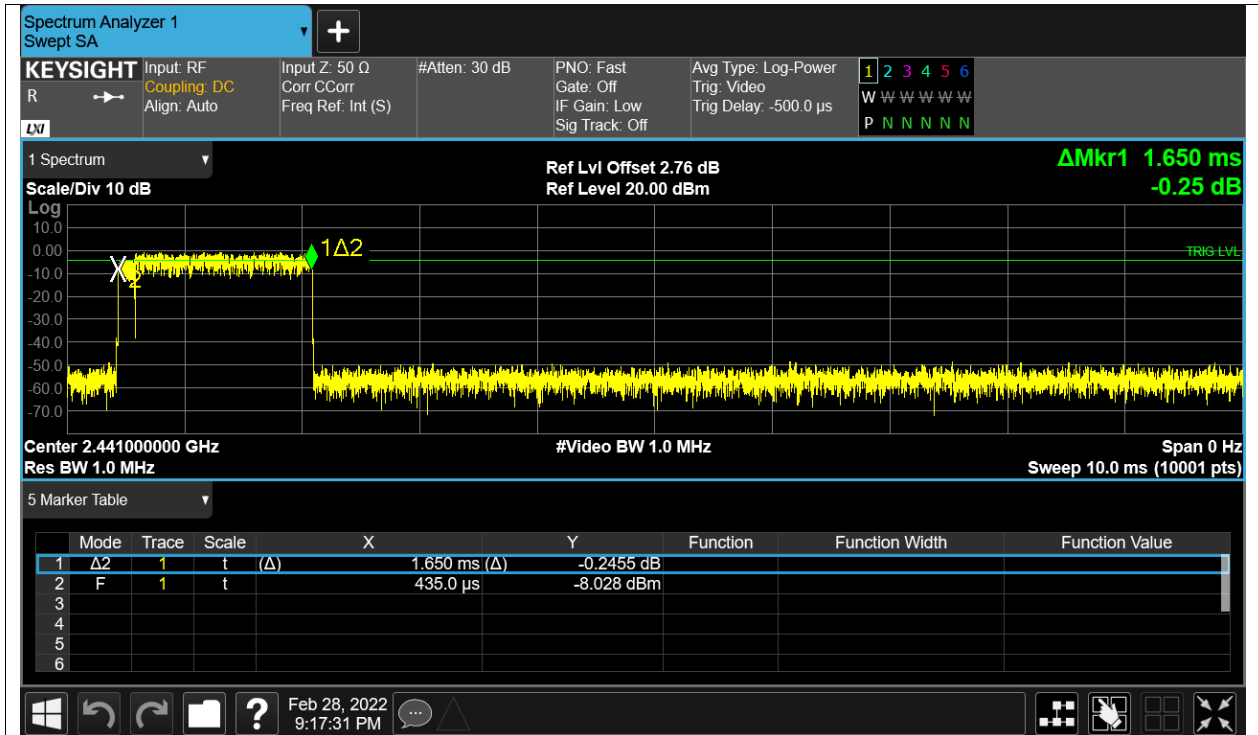 Spectrum Analyzer 1
Swept SA
+
KEYSIGHT
R
LXI
Input: RF
Coupling: DC
Align: Auto
Input Z: 50 Ω
Corr CCorr
Freq Ref: Int (S)
#Atten: 30 dB
PNO: Fast
Gate: Off
IF Gain: Low
Sig Track: Off
Avg Type: Log-Power
Trig: Video
Trig Delay: -500.0 µs
1 2 3 4 5 6
W W W W W W
P N N N N N
1 Spectrum
Scale/Div 10 dB
Ref Lvl Offset 2.76 dB
Ref Level 20.00 dBm
ΔMkr1 1.650 ms
-0.25 dB
Log
10.0
0.00
-10.0
-20.0
-30.0
-40.0
-50.0
-60.0
-70.0
X
2
1Δ2
TRIG LVL
Center 2.441000000 GHz
#Video BW 1.0 MHz
Span 0 Hz
Res BW 1.0 MHz
Sweep 10.0 ms (10001 pts)
5 Marker Table
Mode Trace Scale X Y Function Function Width Function Value
1 Δ2 1 t (Δ) 1.650 ms (Δ) -0.2455 dB
2 F 1 t 435.0 µs -8.028 dBm
3
4
5
6
?
Feb 28, 2022
9:17:31 PM